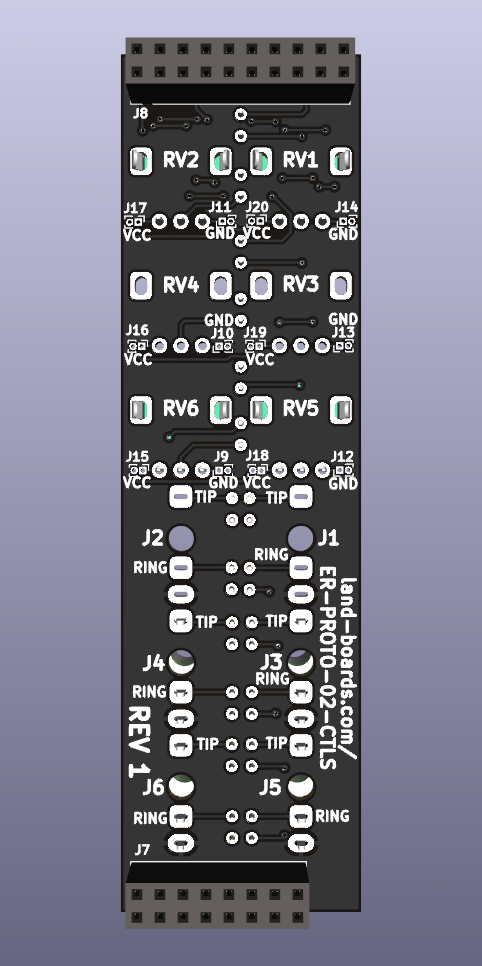 J8
RV2 RV1
J17 J11 J20 J14
VCC GND VCC GND
RV4 RV3
GND GND
J16 J10 J19 J13
VCC VCC
RV6 RV5
J15 J9 J18 J12
VCC GND VCC GND
TIP TIP
J2 J1
RING
RING
TIP TIP
J4 J3
RING
RING
TIP TIP
J6 J5
RING RING
J7
REV 1
land-boards.com/
ER-PROTO-02-CTLS